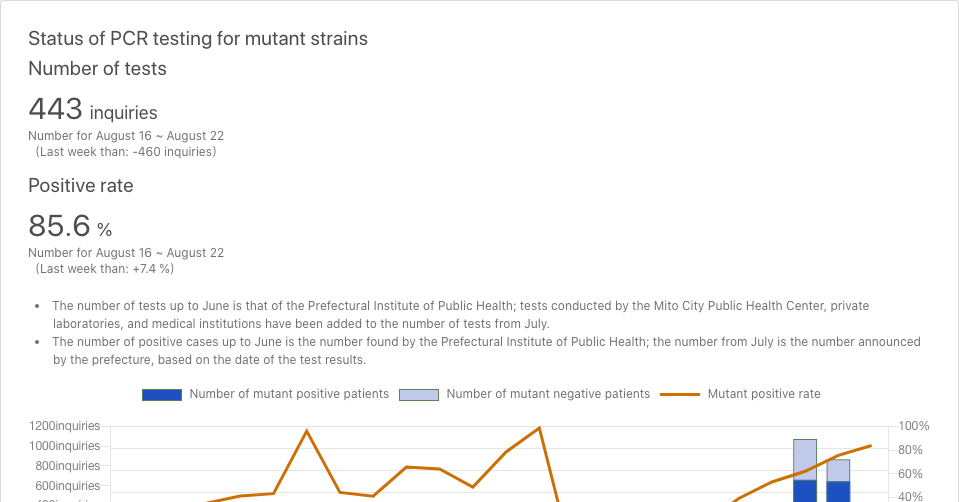 Status of PCR testing for mutant strains
Number of tests
443 inquiries
Number for August 16 ~ August 22
(Last week than: -460 inquiries)
Positive rate
85.6 %
Number for August 16 ~ August 22
(Last week than: +7.4 %)
• The number of tests up to June is that of the Prefectural Institute of Public Health; tests conducted by the Mito City Public Health Center, private
laboratories, and medical institutions have been added to the number of tests from July.
• The number of positive cases up to June is the number found by the Prefectural Institute of Public Health; the number from July is the number announced
by the prefecture, based on the date of the test results.
Number of mutant positive patients Number of mutant negative patients Mutant positive rate
1200inquiries 100%
1000inquiries 80%
800inquiries 60%
600inquiries 40%